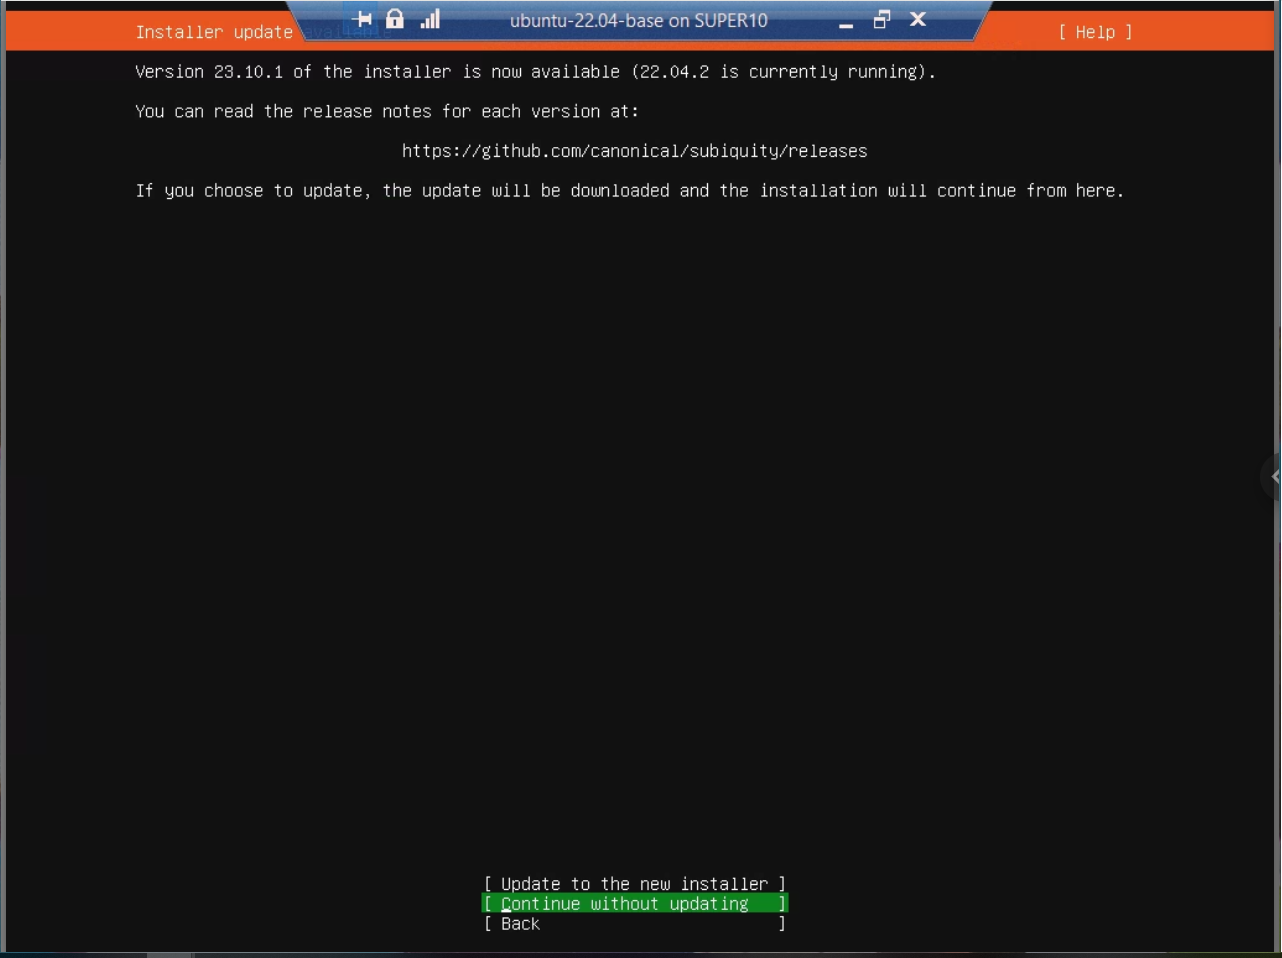 ubuntu-22.04-base on SUPER10
Installer update available [ Help ]
Version 23.10.1 of the installer is now available (22.04.2 is currently running).
You can read the release notes for each version at:
https://github.com/canonical/subiquity/releases
If you choose to update, the update will be downloaded and the installation will continue from here.
[ Update to the new installer ]
[ Continue without updating ]
[ Back ]